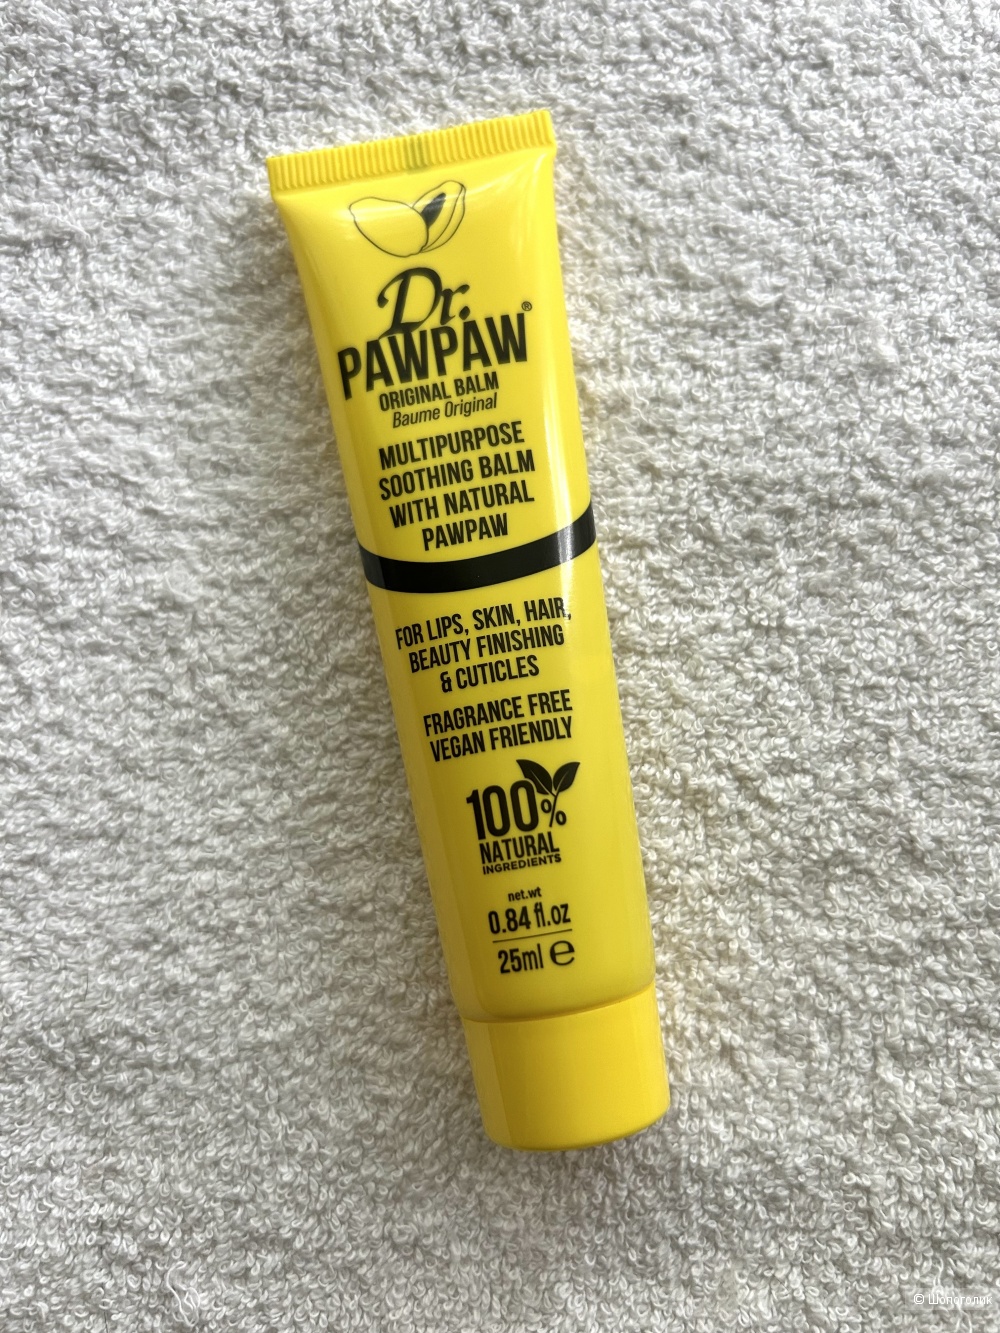 Dr.
PAWPAW®
ORIGINAL BALM
Baume Original
MULTIPURPOSE
SOOTHING BALM
WITH NATURAL
PAWPAW
FOR LIPS, SKIN, HAIR,
BEAUTY FINISHING
& CUTICLES
FRAGRANCE FREE
VEGAN FRIENDLY
100%
NATURAL
INGREDIENTS
net.wt
0.84 fl.oz
25ml e
© Шопоголик